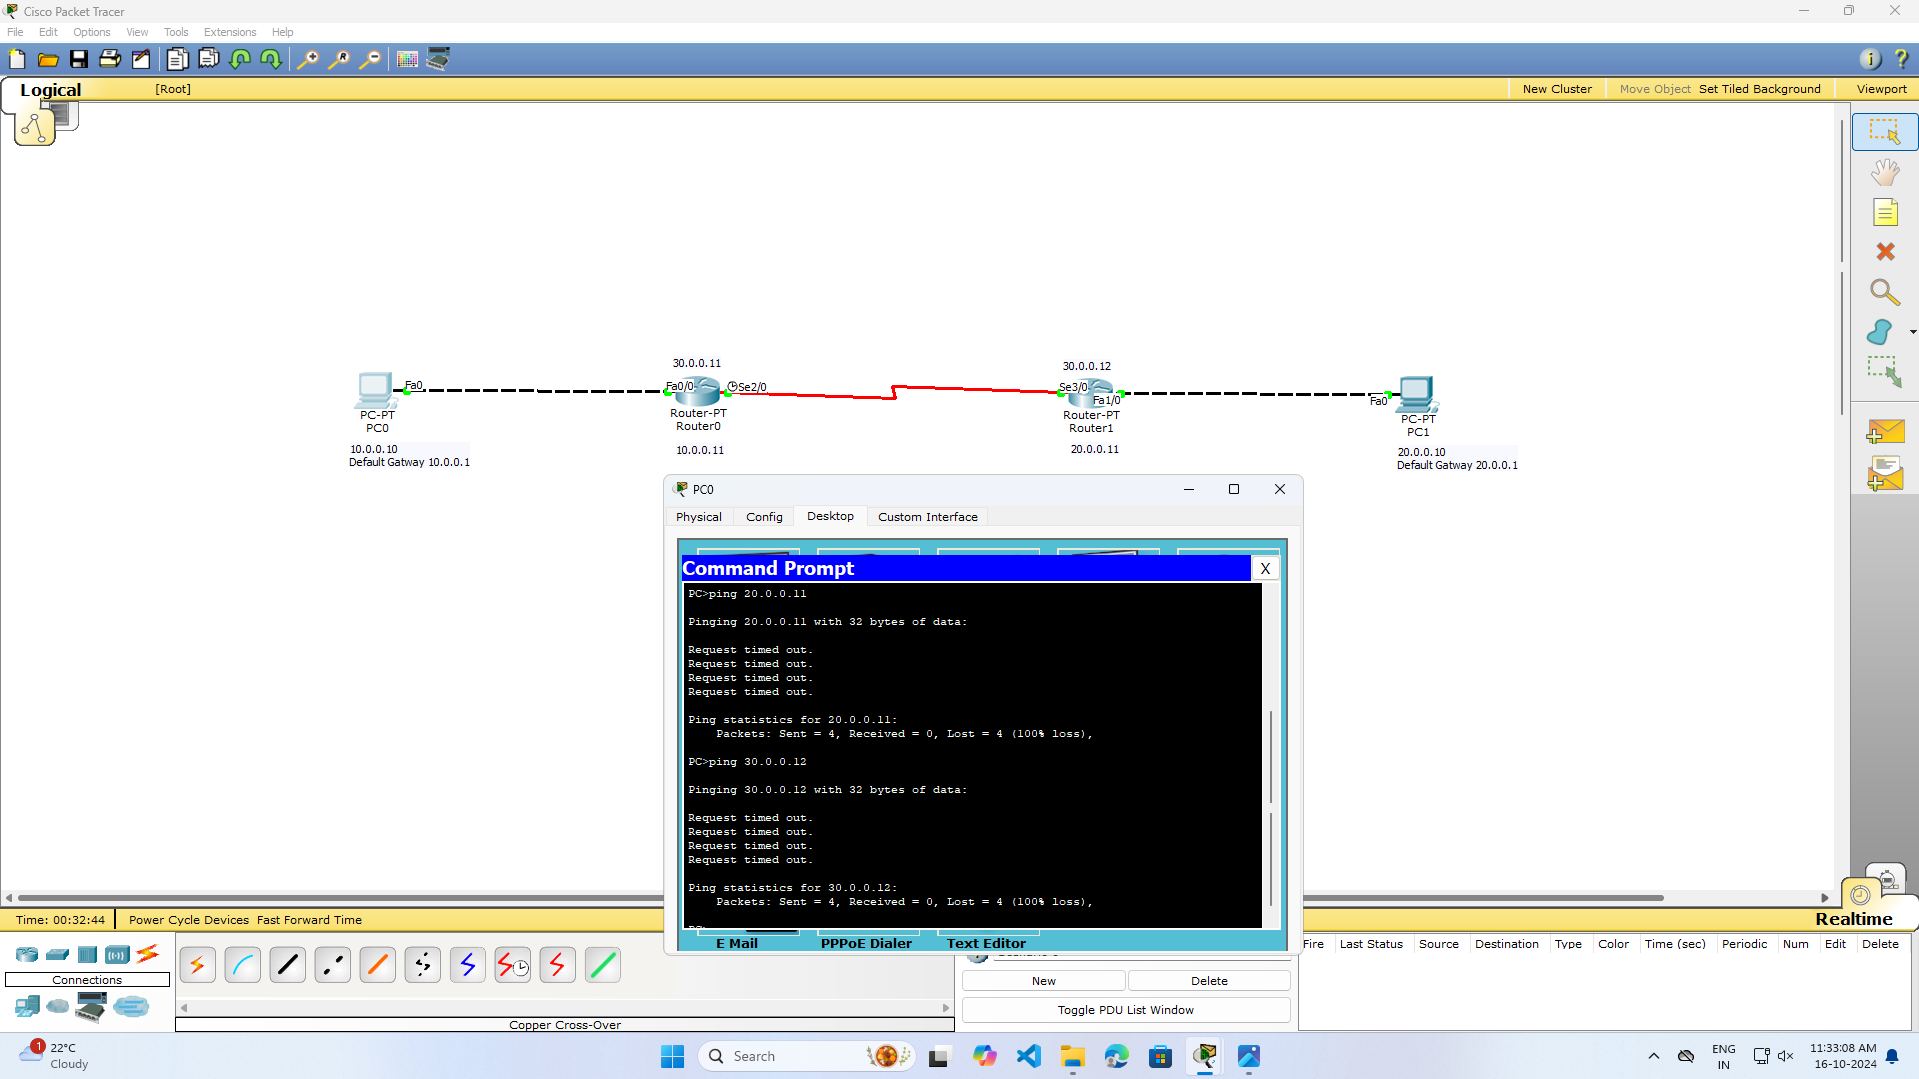 Cisco Packet Tracer
File Edit Options View Tools Extensions Help
Logical [Root] New Cluster Move Object Set Tiled Background Viewport
30.0.0.11
30.0.0.12
Fa0
Fa0/0
Se2/0
Se3/0
Fa1/0
Fa0
PC-PT
PC0
Router-PT
Router0
Router-PT
Router1
PC-PT
PC1
10.0.0.10
Default Gatway 10.0.0.1
10.0.0.11
20.0.0.11
20.0.0.10
Default Gatway 20.0.0.1
PC0
Physical Config Desktop Custom Interface
Command Prompt X
PC>ping 20.0.0.11
Pinging 20.0.0.11 with 32 bytes of data:
Request timed out.
Request timed out.
Request timed out.
Request timed out.
Ping statistics for 20.0.0.11:
Packets: Sent = 4, Received = 0, Lost = 4 (100% loss),
PC>ping 30.0.0.12
Pinging 30.0.0.12 with 32 bytes of data:
Request timed out.
Request timed out.
Request timed out.
Request timed out.
Ping statistics for 30.0.0.12:
Packets: Sent = 4, Received = 0, Lost = 4 (100% loss),
E Mail PPPoE Dialer Text Editor
Time: 00:32:44 Power Cycle Devices Fast Forward Time
Realtime
Fire Last Status Source Destination Type Color Time (sec) Periodic Num Edit Delete
Connections
New Delete
Toggle PDU List Window
Copper Cross-Over
1
22°C
Cloudy
Search
ENG
IN
11:33:08 AM
16-10-2024